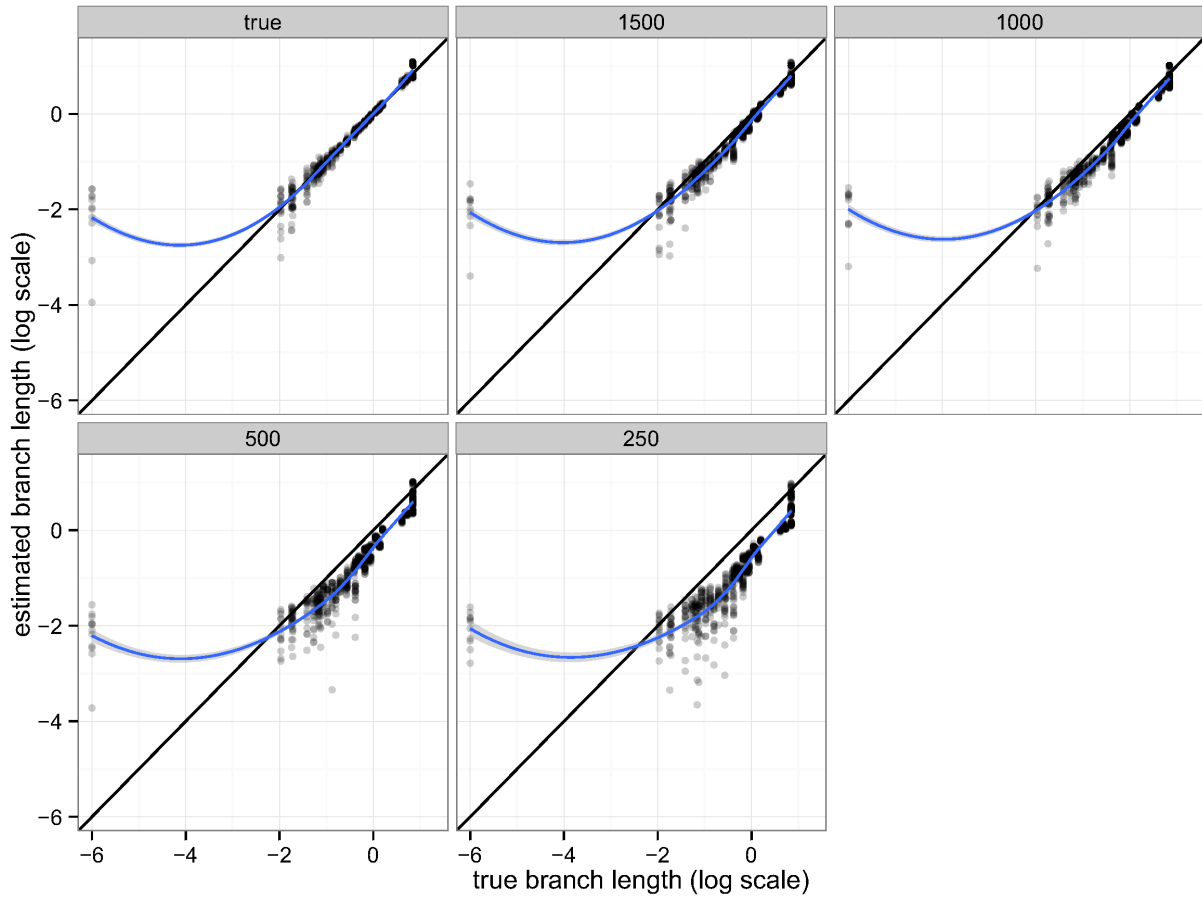 true
1500
1000
0
−2
−4
−6
500
250
0
−2
−4
−6
estimated branch length (log scale)
−6 −4 −2 0
−6 −4 −2 0
true branch length (log scale)